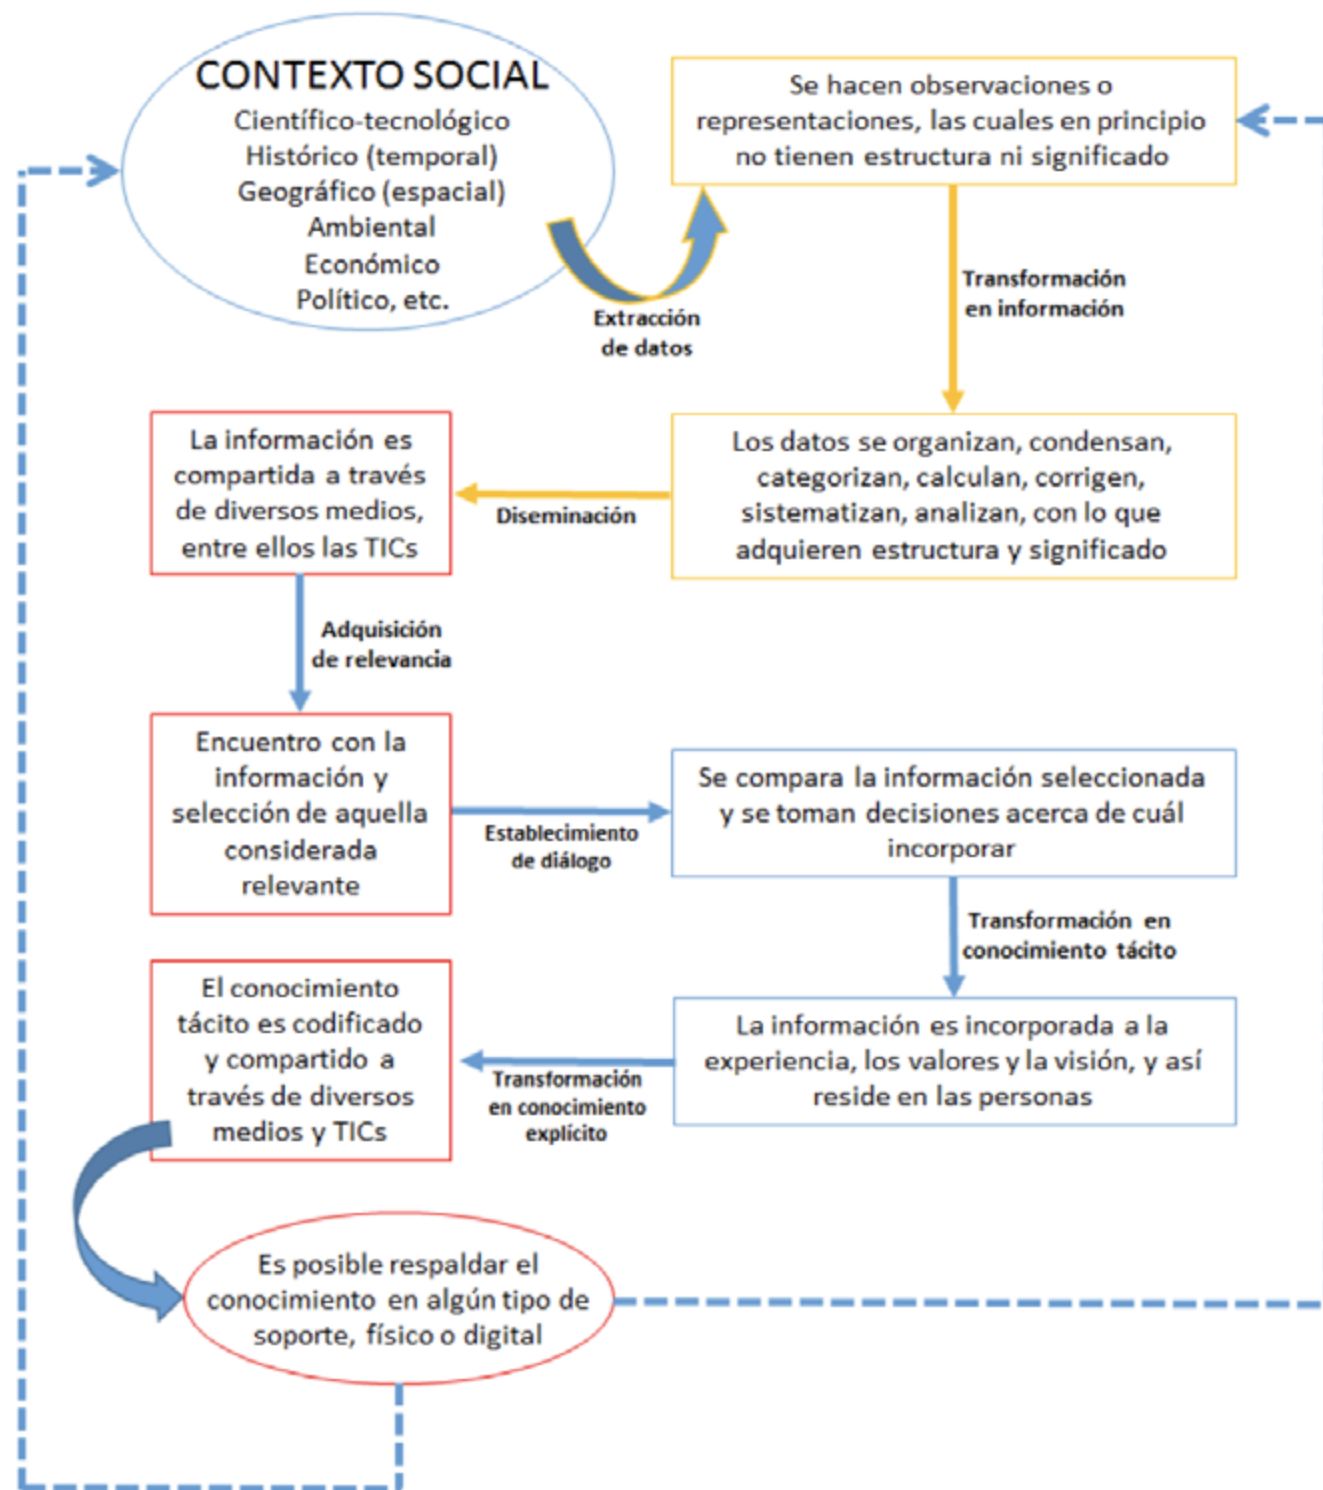 CONTEXTO SOCIAL
Científico-tecnológico
Histórico (temporal)
Geográfico (espacial)
Ambiental
Económico
Político, etc.
Extracción
de datos
Se hacen observaciones o
representaciones, las cuales en principio
no tienen estructura ni significado
Transformación
en información
Los datos se organizan, condensan,
categorizan, calculan, corrigen,
sistematizan, analizan, con lo que
adquieren estructura y significado
Diseminación
La información es
compartida a través
de diversos medios,
entre ellos las TICs
Adquisición
de relevancia
Encuentro con la
información y
selección de aquella
considerada
relevante
Establecimiento
de diálogo
Se compara la información seleccionada
y se toman decisiones acerca de cuál
incorporar
Transformación en
conocimiento tácito
La información es incorporada a la
experiencia, los valores y la visión, y así
reside en las personas
Transformación
en conocimiento
explícito
El conocimiento
tácito es codificado
y compartido a
través de diversos
medios y TICs
Es posible respaldar el
conocimiento en algún tipo de
soporte, físico o digital